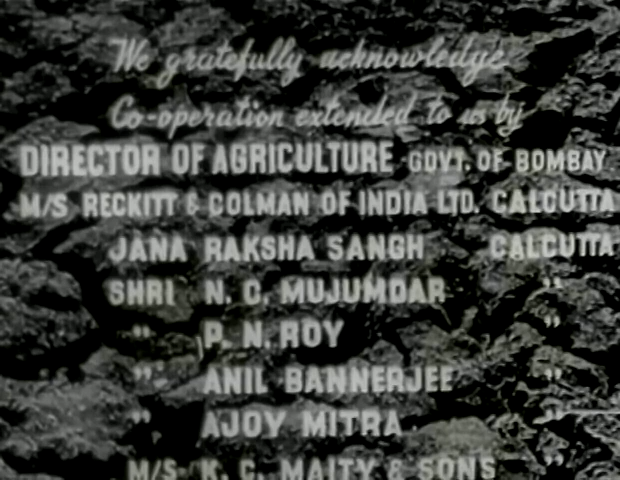 We gratefully acknowledge
Co-operation extended to us by
DIRECTOR OF AGRICULTURE GOVT. OF BOMBAY
M/S RECKITT & COLMAN OF INDIA LTD. CALCUTTA
JANA RAKSHA SANGH CALCUTTA
SHRI N. C. MUJUMDAR "
" P. N. ROY "
" ANIL BANNERJEE "
" AJOY MITRA "
M/S K. C. MAITY & SONS "